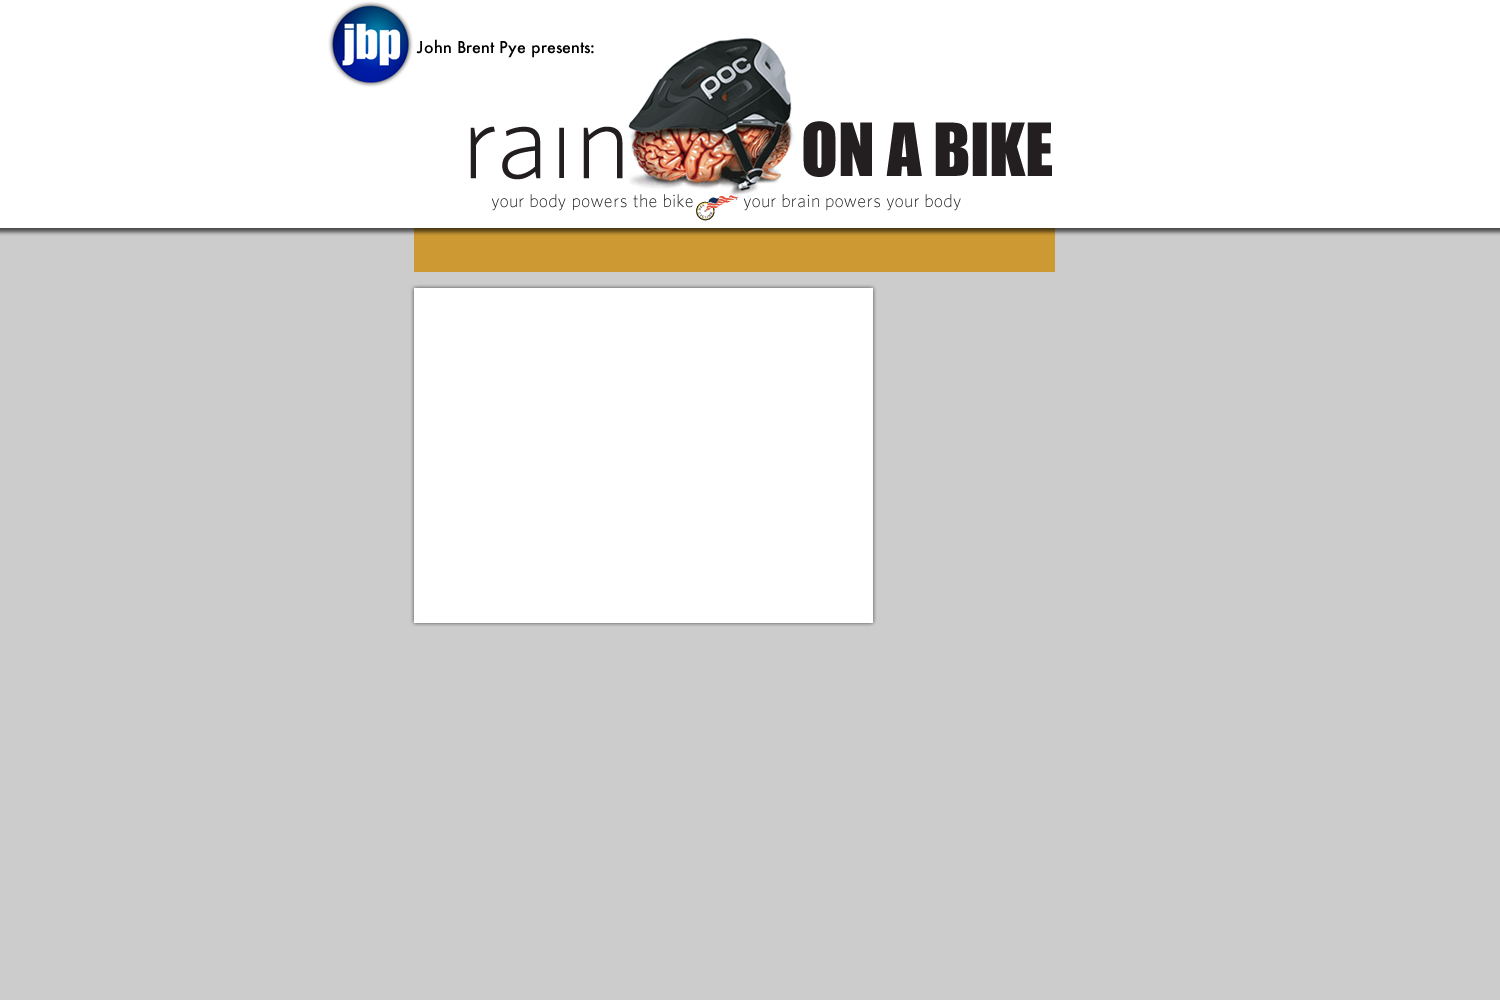 jbp
John Brent Pye presents:
poc
rain ON A BIKE
your body powers the bike your brain powers your body